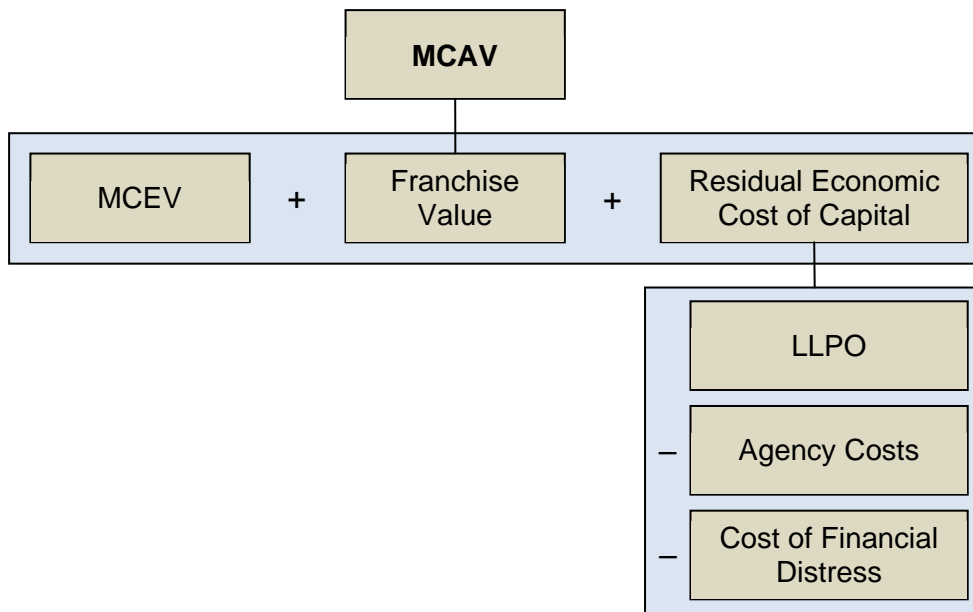 MCAV
MCEV + Franchise Value + Residual Economic Cost of Capital
LLPO
– Agency Costs
– Cost of Financial
Distress